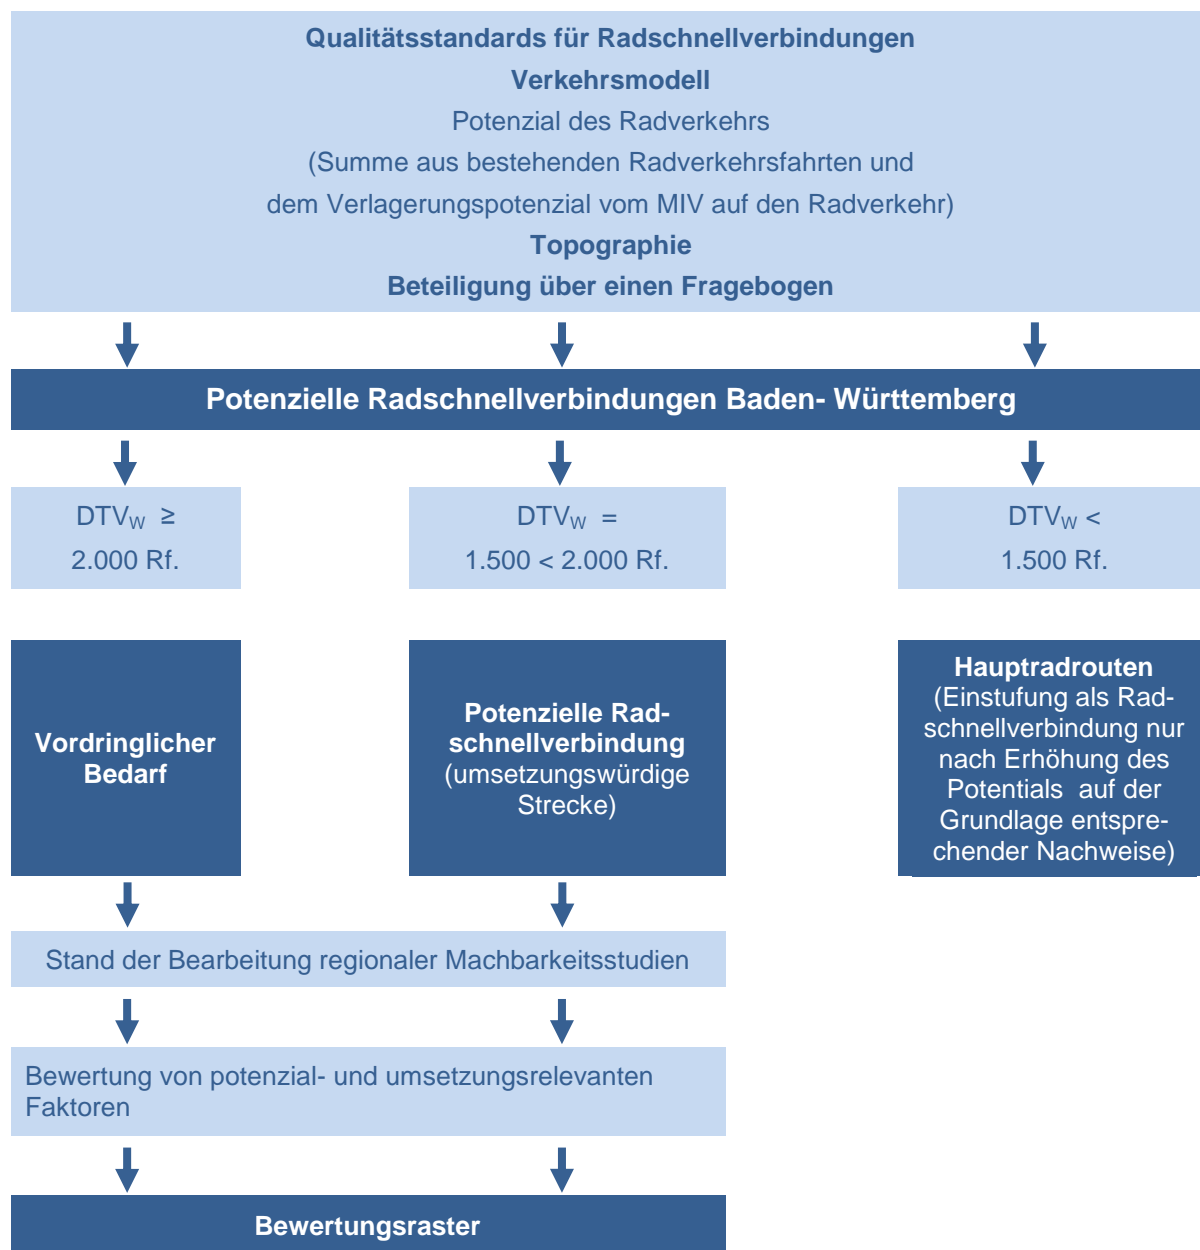 Qualitätsstandards für Radschnellverbindungen
Verkehrsmodell
Potenzial des Radverkehrs
(Summe aus bestehenden Radverkehrsfahrten und
dem Verlagerungspotenzial vom MIV auf den Radverkehr)
Topographie
Beteiligung über einen Fragebogen
Potenzielle Radschnellverbindungen Baden- Württemberg
DTVW ≥
2.000 Rf.
DTVW =
1.500 < 2.000 Rf.
DTVW <
1.500 Rf.
Vordringlicher
Bedarf
Potenzielle Rad-
schnellverbindung
(umsetzungswürdige
Strecke)
Hauptradrouten
(Einstufung als Rad-
schnellverbindung nur
nach Erhöhung des
Potentials auf der
Grundlage entspre-
chender Nachweise)
Stand der Bearbeitung regionaler Machbarkeitsstudien
Bewertung von potenzial- und umsetzungsrelevanten
Faktoren
Bewertungsraster